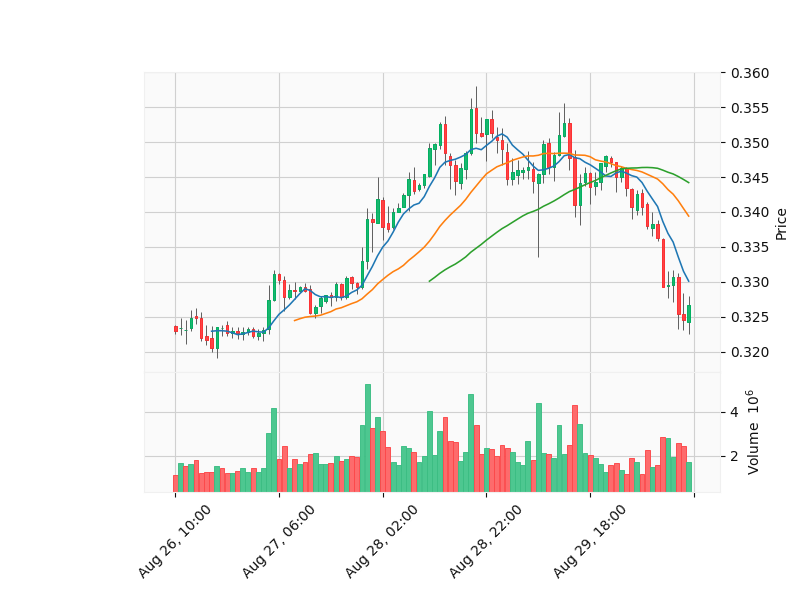 0.360
0.355
0.350
0.345
0.340
0.335
0.330
0.325
0.320
Price
4
2
Volume 10^6
Aug 26, 10:00
Aug 27, 06:00
Aug 28, 02:00
Aug 28, 22:00
Aug 29, 18:00